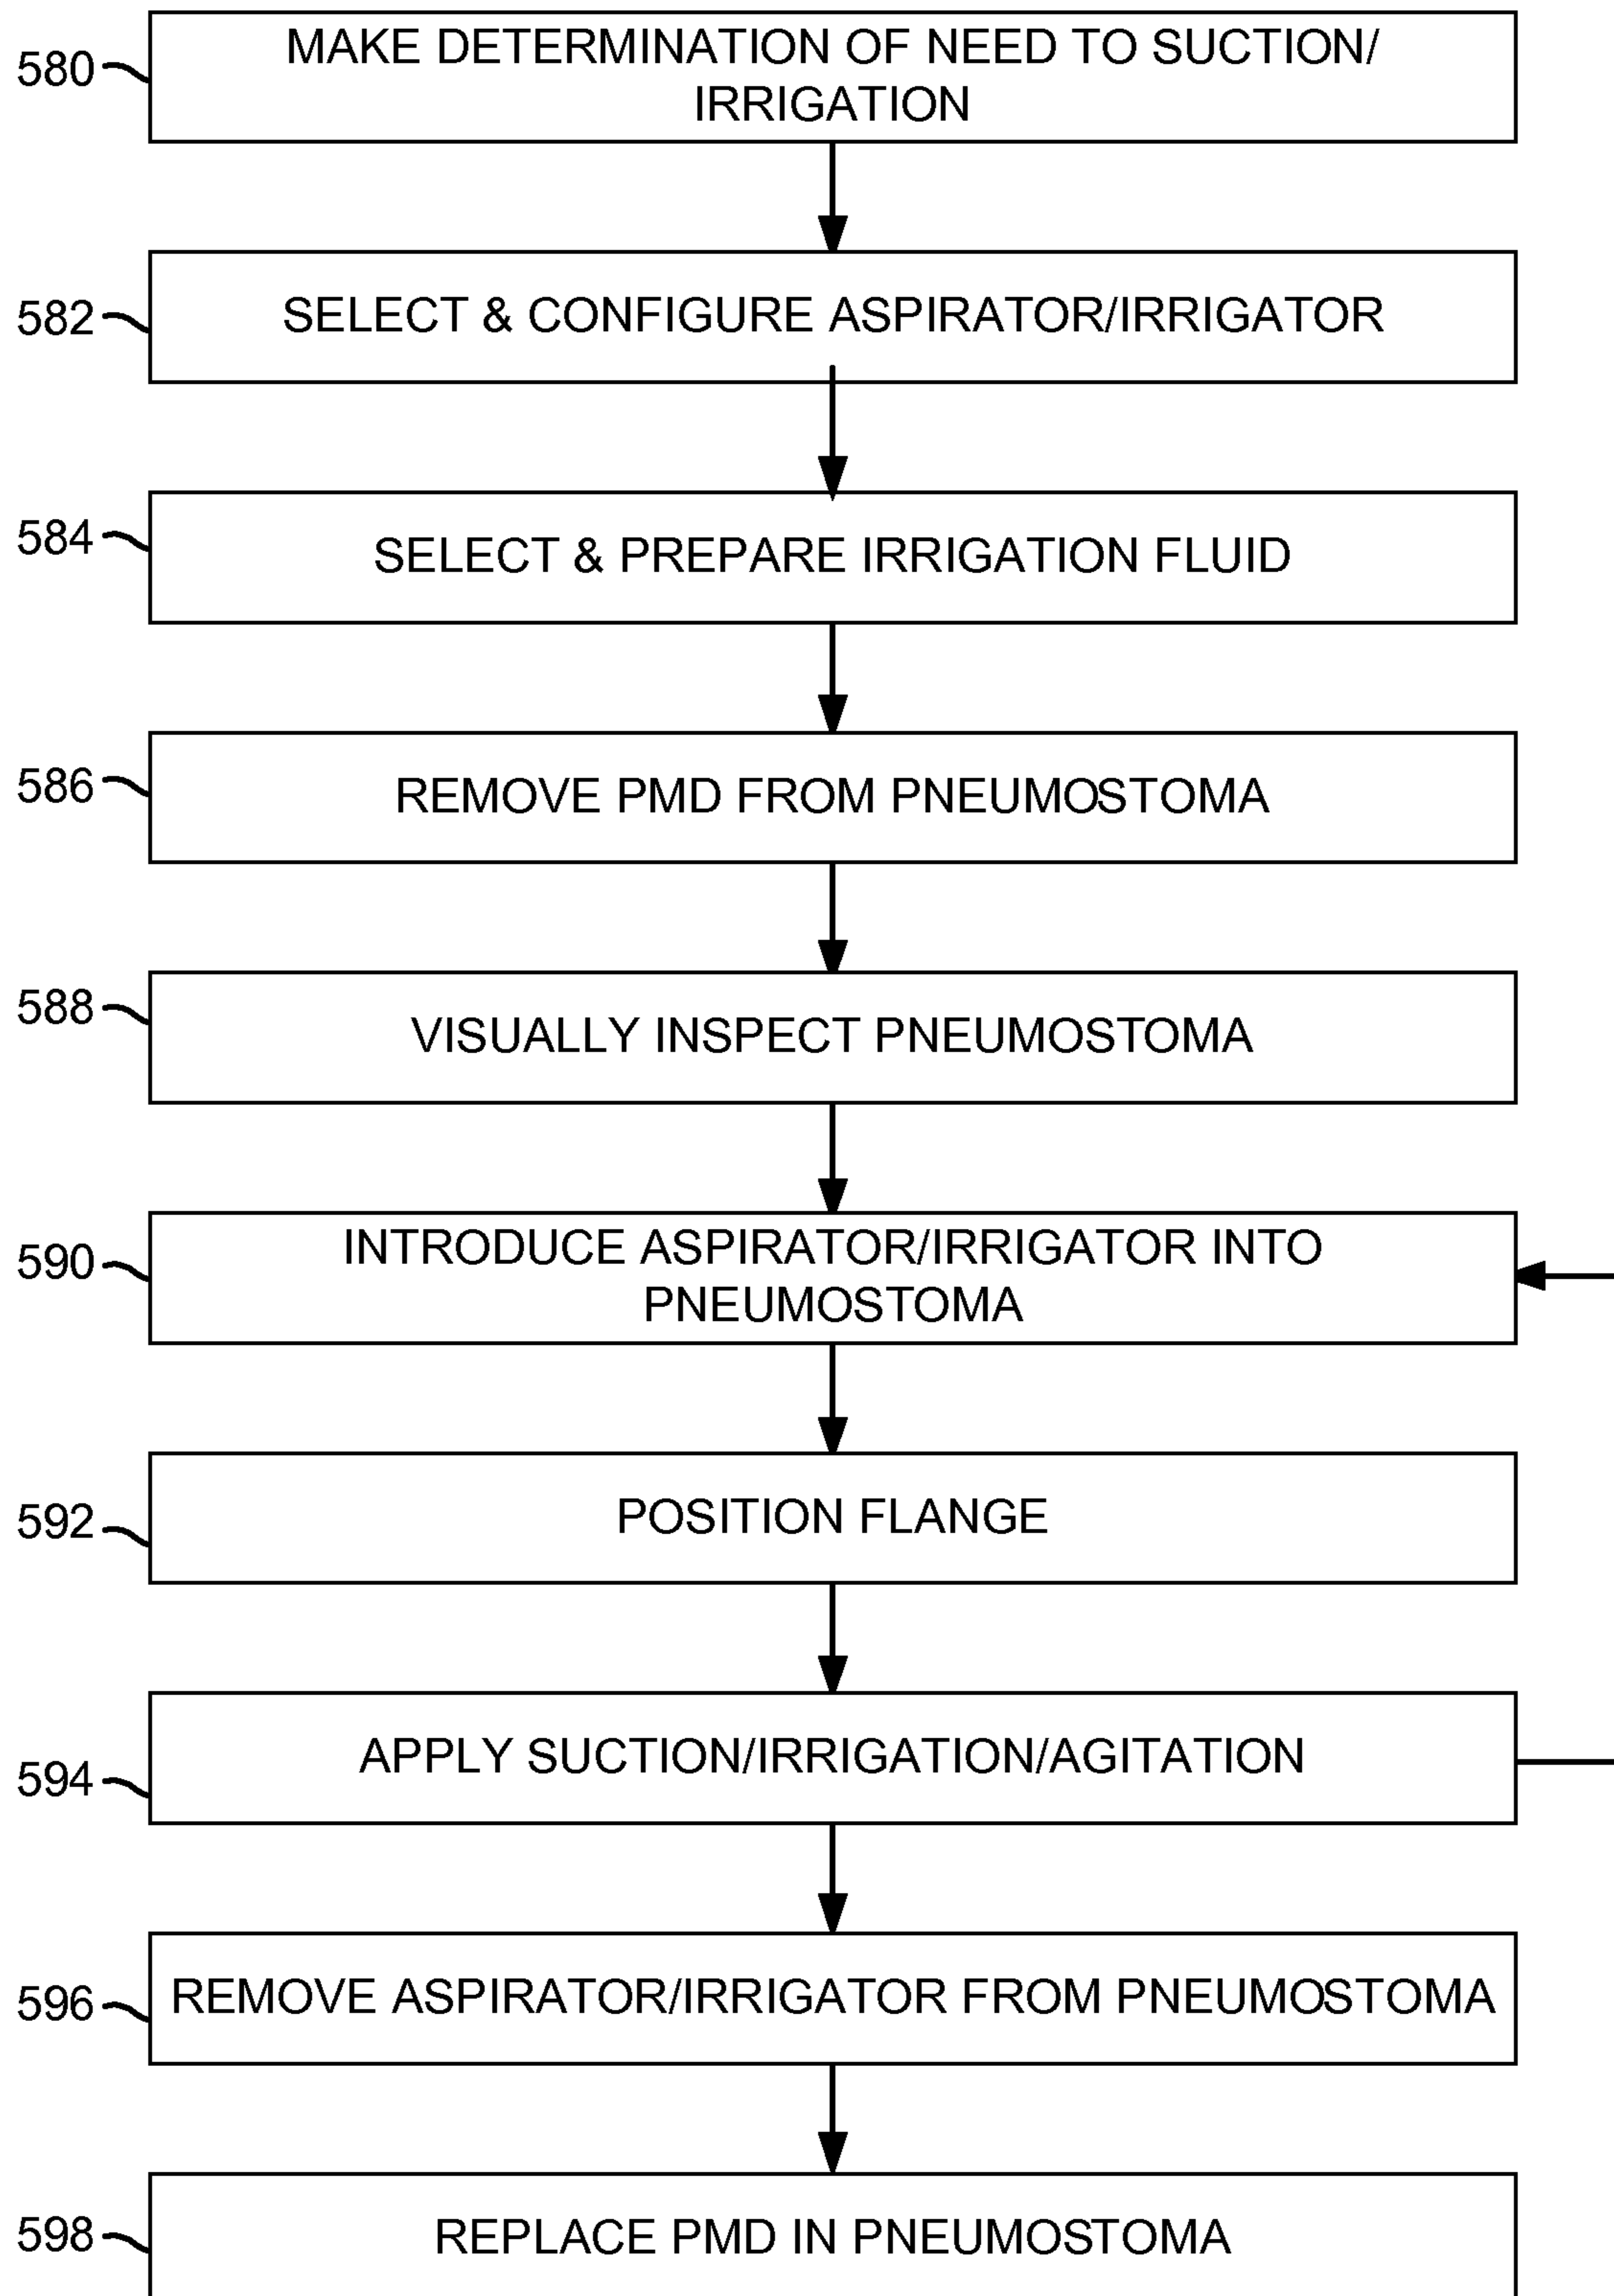 580
MAKE DETERMINATION OF NEED TO SUCTION/
IRRIGATION
582
SELECT & CONFIGURE ASPIRATOR/IRRIGATOR
584
SELECT & PREPARE IRRIGATION FLUID
586
REMOVE PMD FROM PNEUMOSTOMA
588
VISUALLY INSPECT PNEUMOSTOMA
590
INTRODUCE ASPIRATOR/IRRIGATOR INTO
PNEUMOSTOMA
592
POSITION FLANGE
594
APPLY SUCTION/IRRIGATION/AGITATION
596
REMOVE ASPIRATOR/IRRIGATOR FROM PNEUMOSTOMA
598
REPLACE PMD IN PNEUMOSTOMA